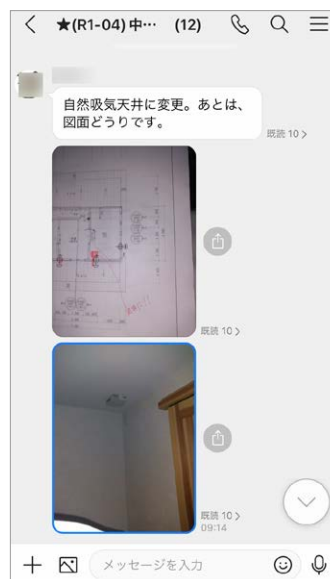 ★(R1-04)中… (12)
自然吸気天井に変更。あとは、
図面どうりです。
既読 10 >
既読 10 >
既読 10 >
09:14
メッセージを入力